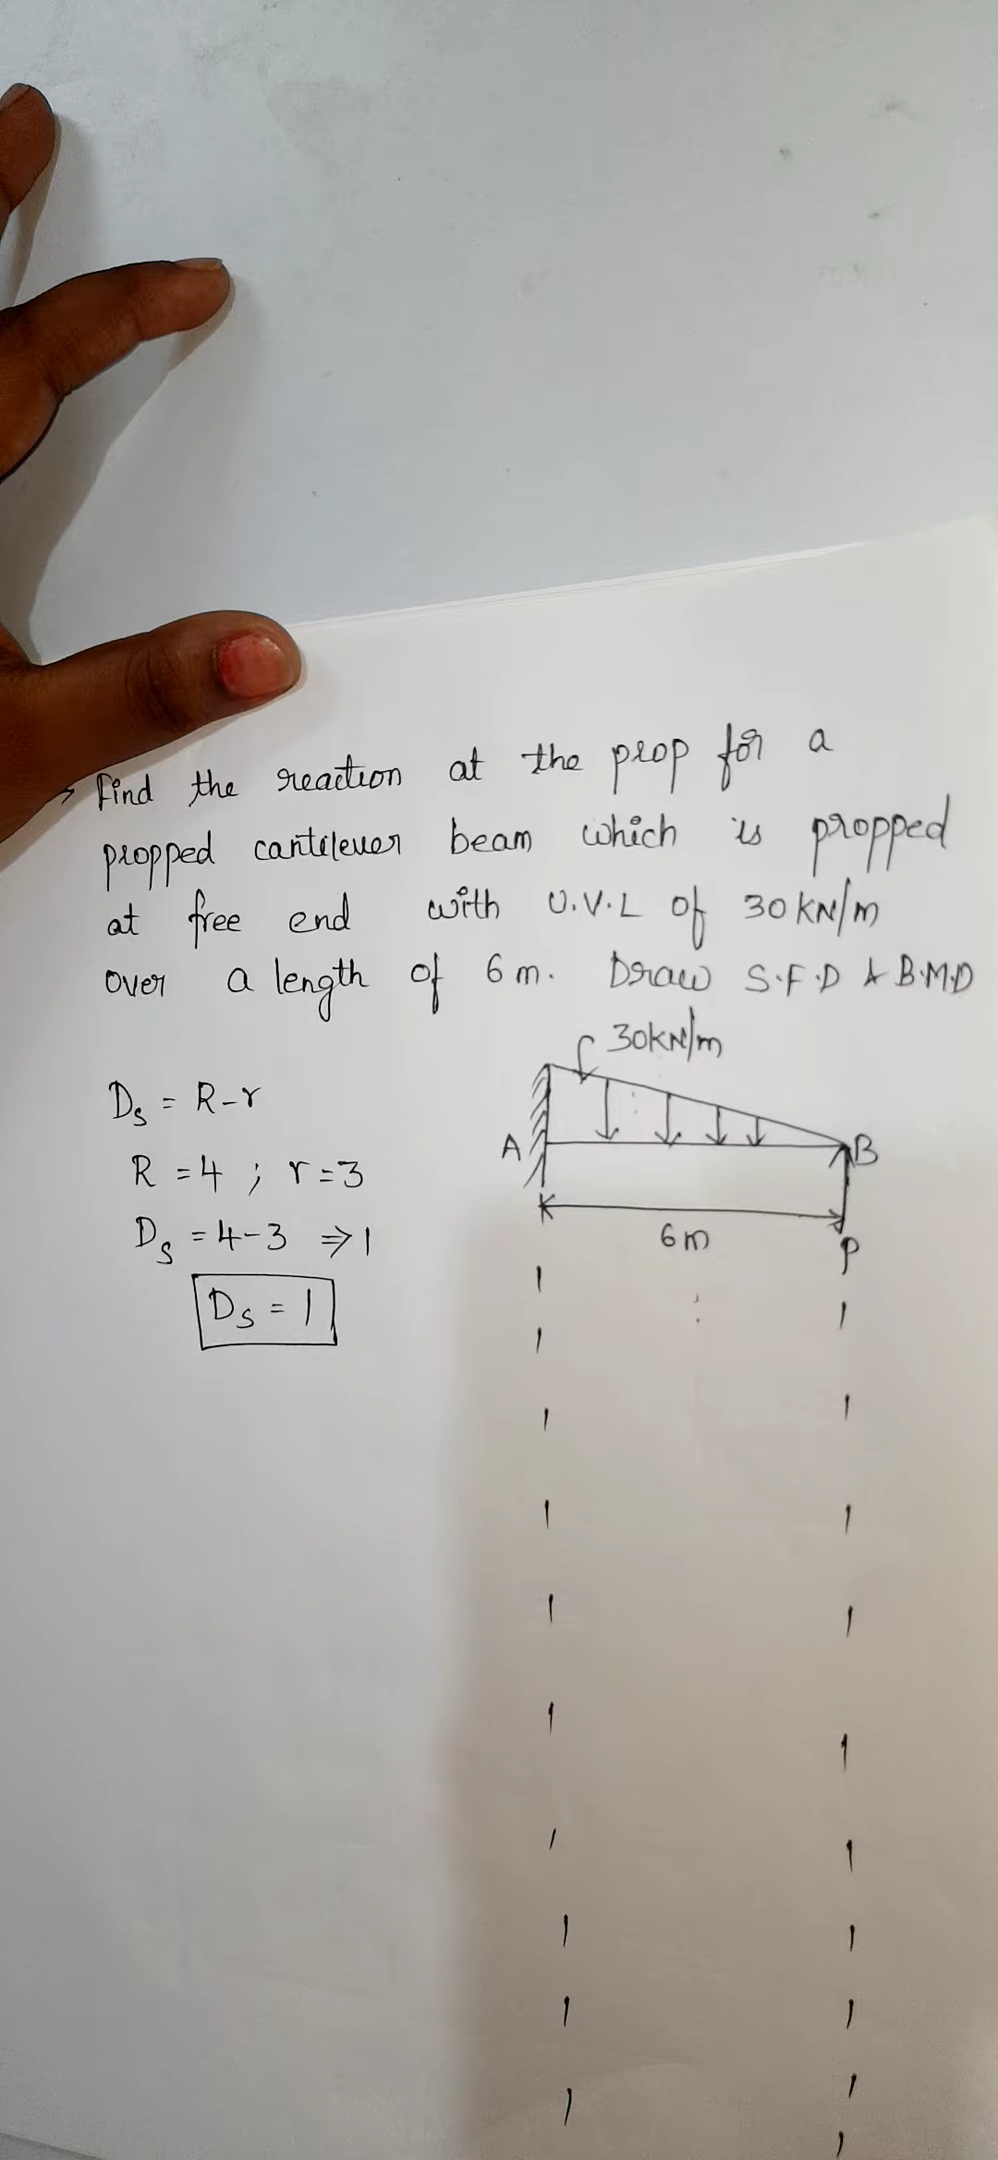 → find the reaction at the prop for a
propped cantilever beam which is propped
at free end with U.V.L of 30 KN/m
over a length of 6 m. Draw S.F.D & B.M.D
30KN/m
Ds = R-r
R = 4 ; r = 3
Ds = 4-3 ⇒ 1
Ds = 1
A
B
6m
P